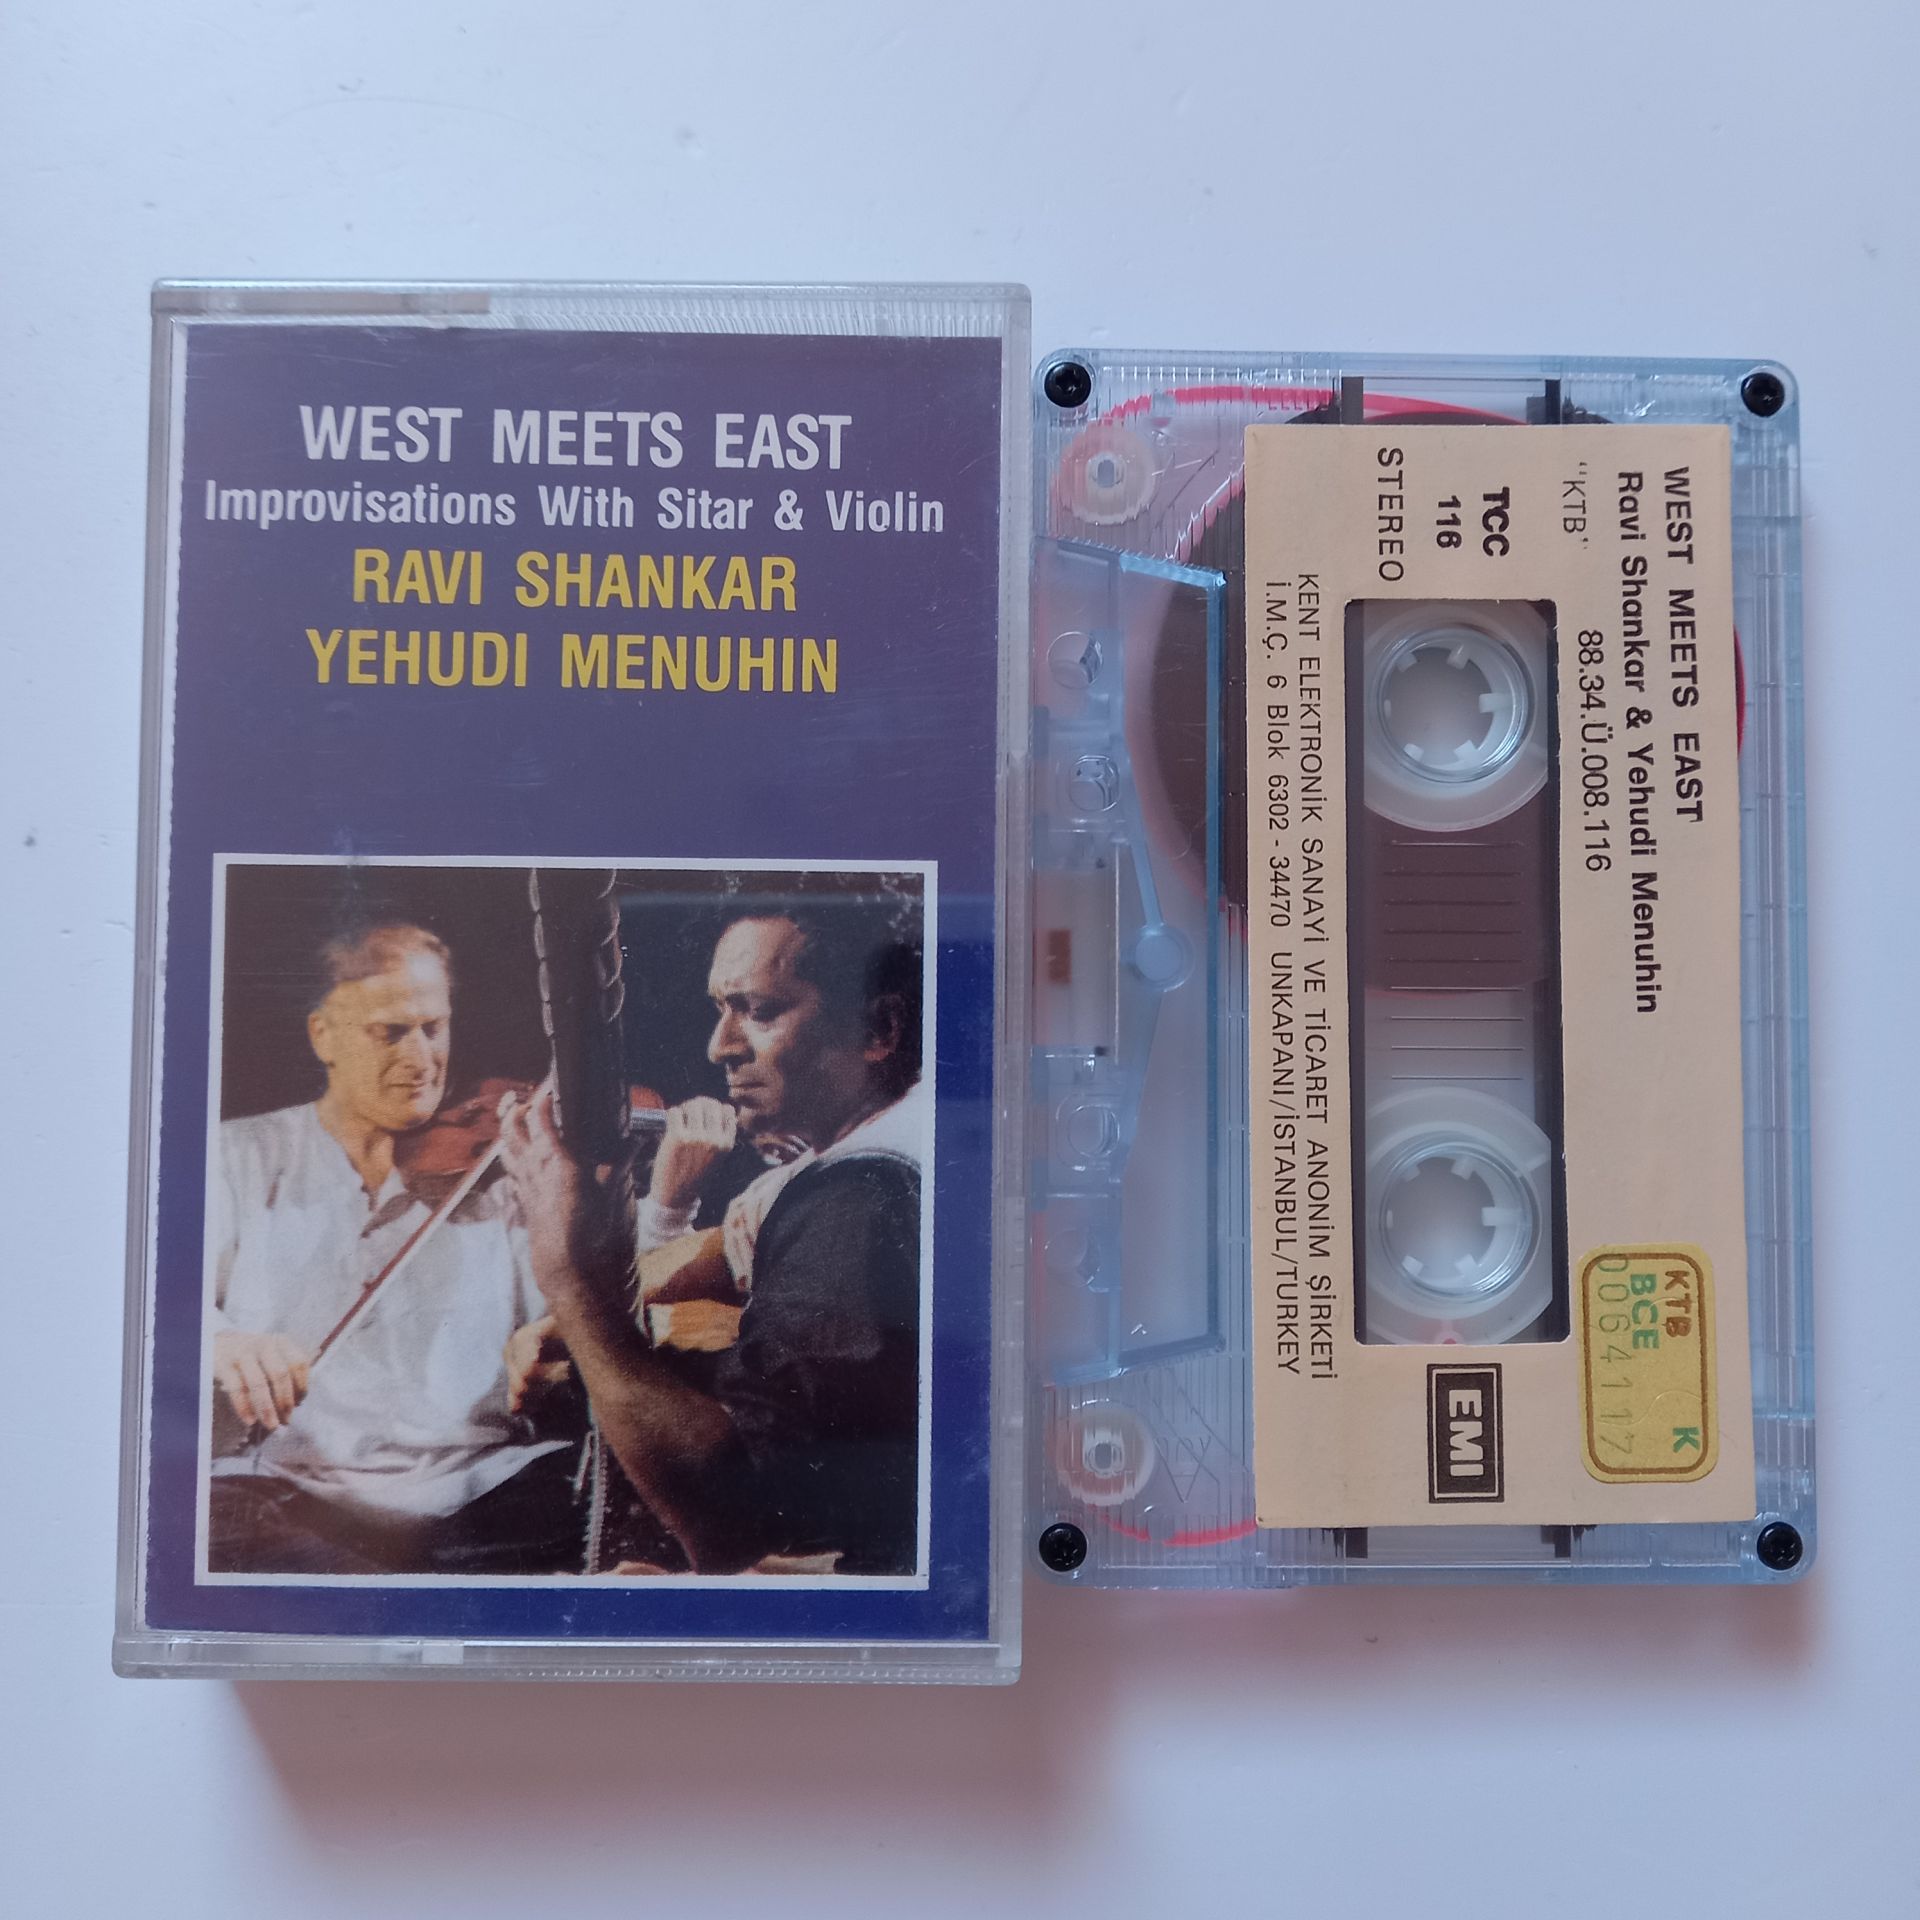 WEST MEETS EAST
Improvisations With Sitar & Violin
RAVI SHANKAR
YEHUDI MENUHIN
WEST MEETS EAST
Ravi Shankar & Yehudi Menuhin
"KTB"
88.34.Ü.008.116
TCC
116
STEREO
KENT ELEKTRONİK SANAYİ VE TİCARET ANONİM ŞİRKETİ
İ.M.Ç. 6 Blok 6302 - 34470 UNKAPANI/İSTANBUL/TURKEY
EMI
KTB
BCE
K
0064117